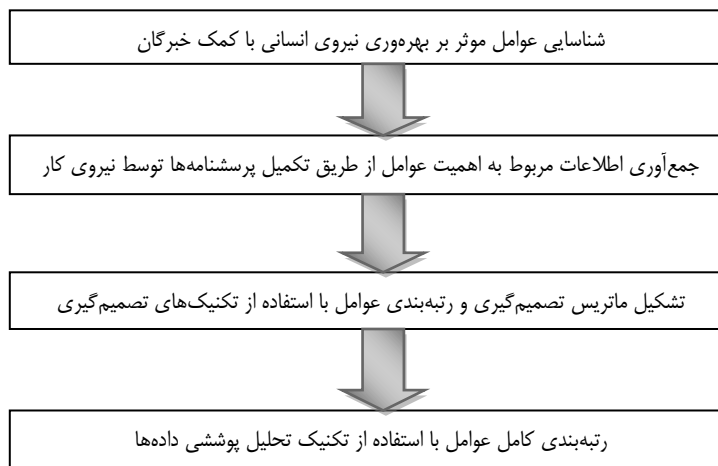 شناسایی عوامل موثر بر بهره‌وری نیروی انسانی با کمک خبرگان
جمع‌آوری اطلاعات مربوط به اهمیت عوامل از طریق تکمیل پرسشنامه‌ها توسط نیروی کار
تشکیل ماتریس تصمیم‌گیری و رتبه‌بندی عوامل با استفاده از تکنیک‌های تصمیم‌گیری
رتبه‌بندی کامل عوامل با استفاده از تکنیک تحلیل پوششی داده‌ها